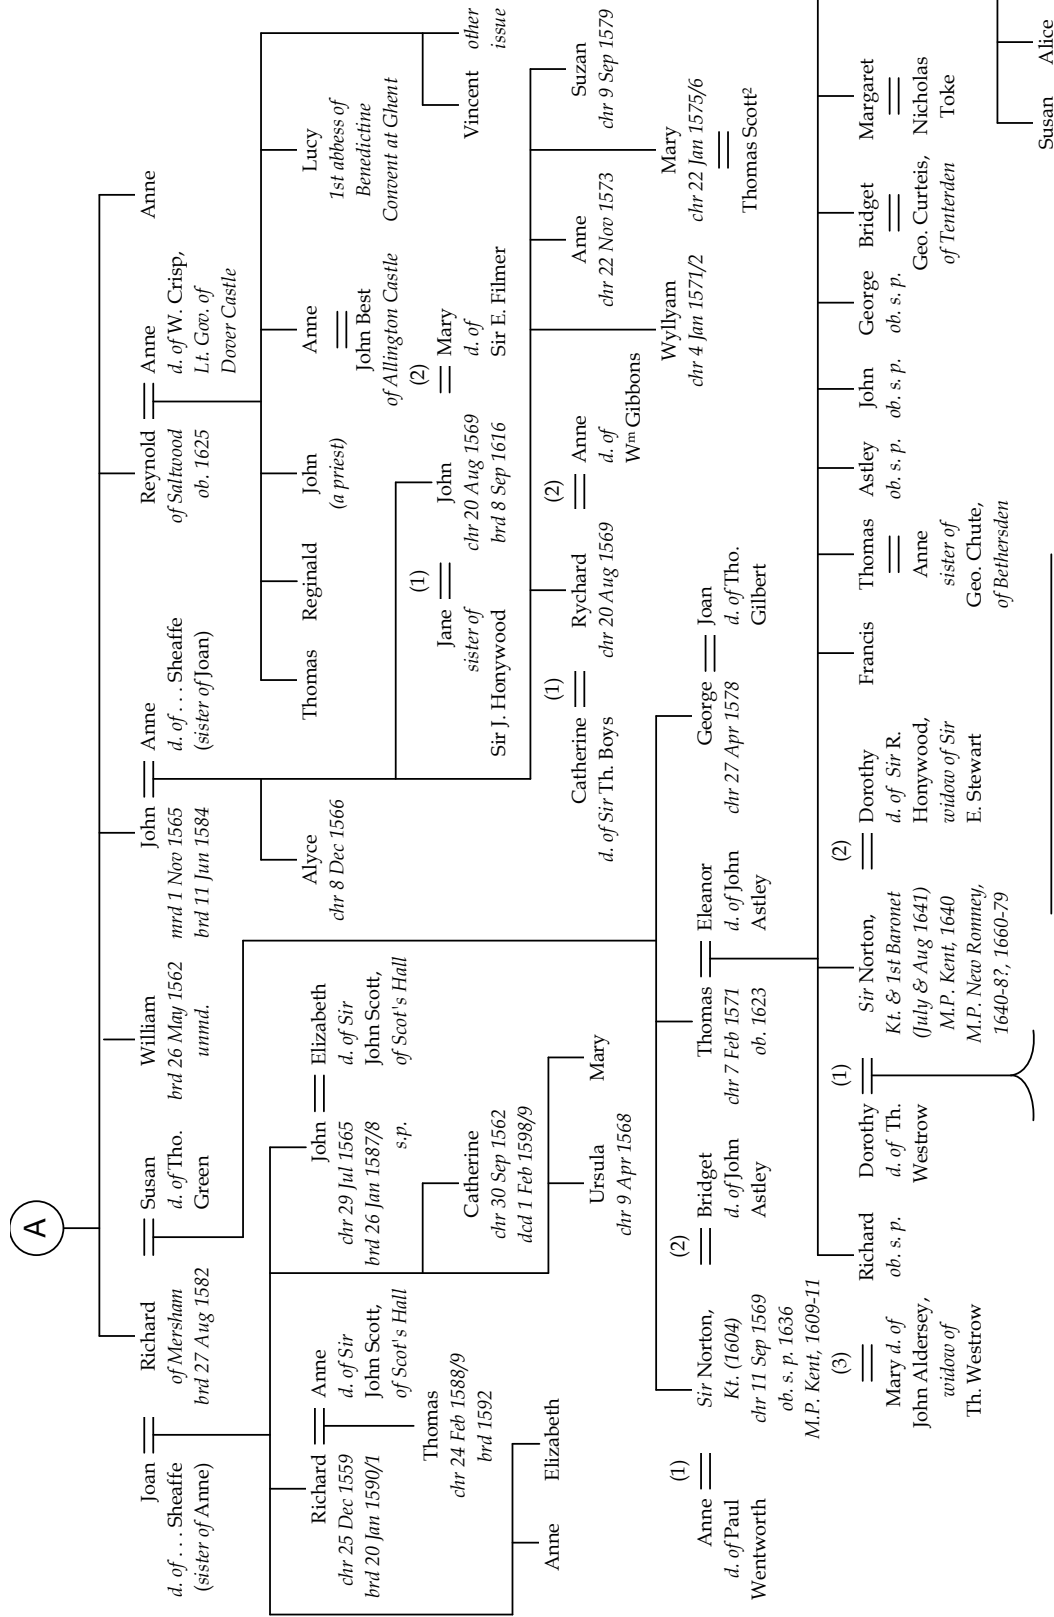 A
Joan
d. of . . . Sheaffe
(sister of Anne)
Richard
of Mersham
brd 27 Aug 1582
Susan
d. of Tho.
Green
William
brd 26 May 1562
unmd.
John
mrd 1 Nov 1565
brd 11 Jun 1584
Anne
d. of . . . Sheaffe
(sister of Joan)
Reynold
of Saltwood
ob. 1625
Anne
d. of W. Crisp,
Lt. Gov. of
Dover Castle
Anne
Richard
chr 25 Dec 1559
brd 20 Jan 1590/1
Anne
d. of Sir
John Scott,
of Scot's Hall
Thomas
chr 24 Feb 1588/9
brd 1592
John
chr 29 Jul 1565
brd 26 Jan 1587/8
s.p.
Elizabeth
d. of Sir
John Scott,
of Scot's Hall
Catherine
chr 30 Sep 1562
dcd 1 Feb 1598/9
Anne
Elizabeth
Ursula
chr 9 Apr 1568
Mary
Alyce
chr 8 Dec 1566
Thomas
Reginald
John
(a priest)
Anne
John Best
of Allington Castle
Lucy
1st abbess of
Benedictine
Convent at Ghent
Vincent
other
issue
Jane
sister of
Sir J. Honywood
(1)
John
chr 20 Aug 1569
brd 8 Sep 1616
(2)
Mary
d. of
Sir E. Filmer
Catherine
d. of Sir Th. Boys
(1)
Rychard
chr 20 Aug 1569
(2)
Anne
d. of
Wm Gibbons
Anne
chr 22 Nov 1573
Suzan
chr 9 Sep 1579
Wyllyam
chr 4 Jan 1571/2
Mary
chr 22 Jan 1575/6
Thomas Scott2
Anne
d. of Paul
Wentworth
(1)
Sir Norton,
Kt. (1604)
chr 11 Sep 1569
ob. s. p. 1636
M.P. Kent, 1609-11
(2)
Bridget
d. of John
Astley
Thomas
chr 7 Feb 1571
ob. 1623
Eleanor
d. of John
Astley
George
chr 27 Apr 1578
Joan
d. of Tho.
Gilbert
(3)
Mary d. of
John Aldersey,
widow of
Th. Westrow
Richard
ob. s. p.
Dorothy
d. of Th.
Westrow
(1)
Sir Norton,
Kt. & 1st Baronet
(July & Aug 1641)
M.P. Kent, 1640
M.P. New Romney,
1640-8?, 1660-79
(2)
Dorothy
d. of Sir R.
Honywood,
widow of Sir
E. Stewart
Francis
Thomas
Anne
sister of
Geo. Chute,
of Bethersden
Astley
ob. s. p.
John
ob. s. p.
George
ob. s. p.
Bridget
Geo. Curteis,
of Tenterden
Margaret
Nicholas
Toke
Susan
Alice